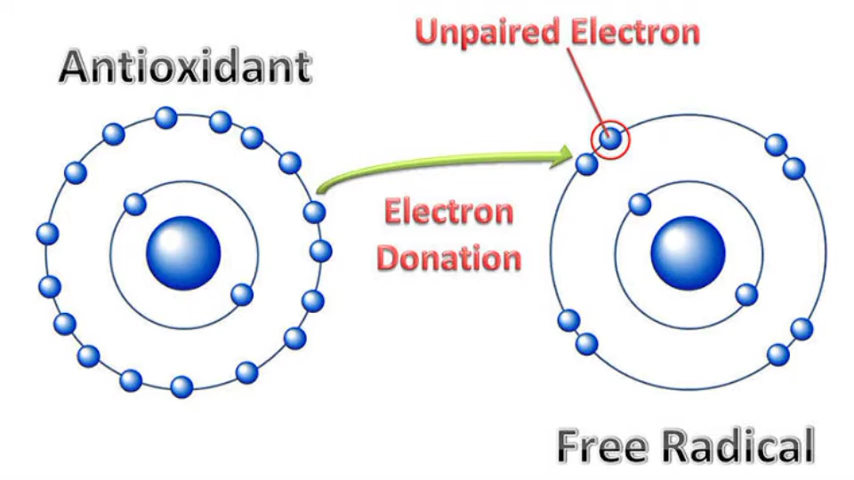 Unpaired Electron
Antioxidant
Electron
Donation
Free Radical